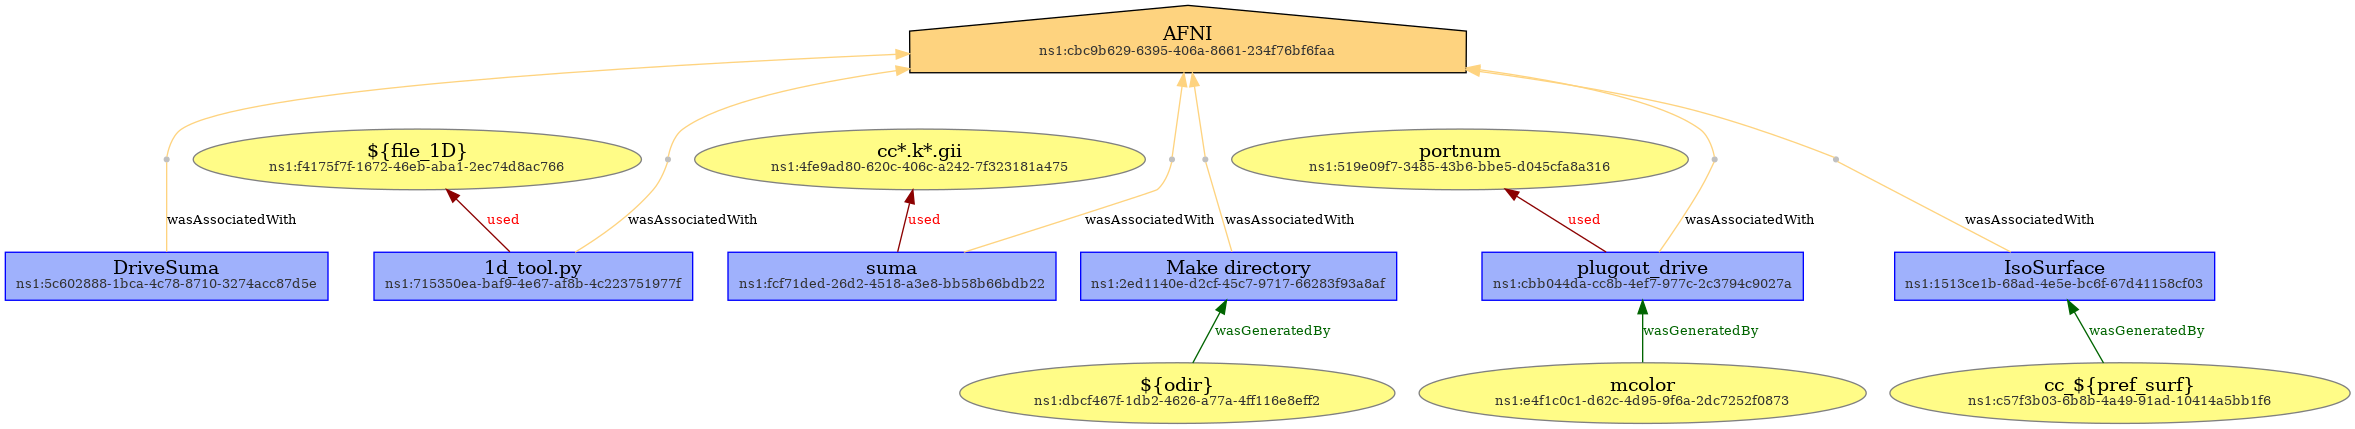 AFNI
ns1:cbc9b629-6395-406a-8661-234f76bf6faa
${file_1D}
ns1:f4175f7f-1672-46eb-aba1-2ec74d8ac766
cc*.k*.gii
ns1:4fe9ad80-620c-406c-a242-7f323181a475
portnum
ns1:519e09f7-3485-43b6-bbe5-d045cfa8a316
wasAssociatedWith
used
wasAssociatedWith
used
wasAssociatedWith
wasAssociatedWith
used
wasAssociatedWith
wasAssociatedWith
DriveSuma
ns1:5c602888-1bca-4c78-8710-3274acc87d5e
1d_tool.py
ns1:715350ea-baf9-4e67-af8b-4c223751977f
suma
ns1:fcf71ded-26d2-4518-a3e8-bb58b66bdb22
Make directory
ns1:2ed1140e-d2cf-45c7-9717-66283f93a8af
plugout_drive
ns1:cbb044da-cc8b-4ef7-977c-2c3794c9027a
IsoSurface
ns1:1513ce1b-68ad-4e5e-bc6f-67d41158cf03
wasGeneratedBy
wasGeneratedBy
wasGeneratedBy
${odir}
ns1:dbcf467f-1db2-4626-a77a-4ff116e8eff2
mcolor
ns1:e4f1c0c1-d62c-4d95-9f6a-2dc7252f0873
cc_${pref_surf}
ns1:c57f3b03-6b8b-4a49-91ad-10414a5bb1f6